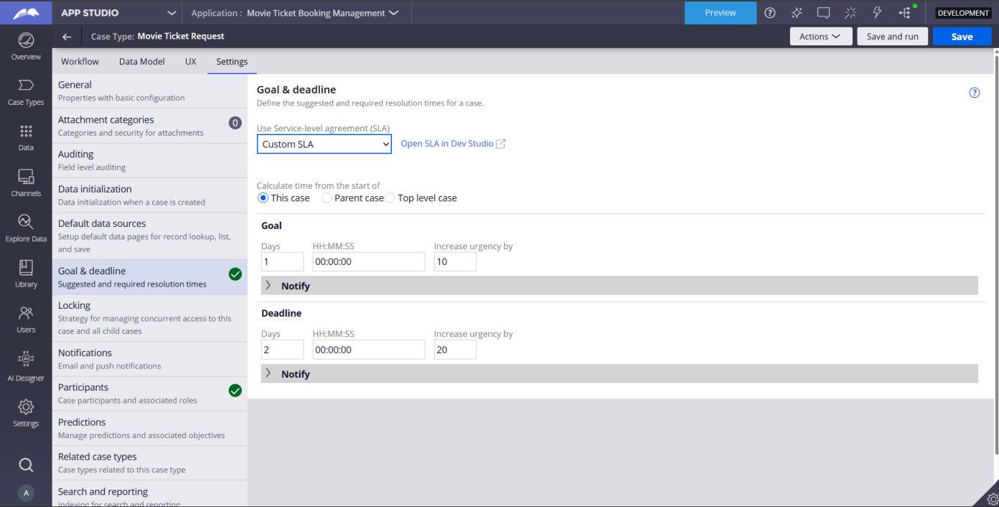 APP STUDIO
Application : Movie Ticket Booking Management
Preview
DEVELOPMENT
Case Type: Movie Ticket Request
Actions
Save and run
Save
Overview
Case Types
Data
Channels
Explore Data
Library
Users
AI
AI Designer
Settings
A
Workflow Data Model UX Settings
General
Properties with basic configuration
Attachment categories
0
Categories and security for attachments
Auditing
Field level auditing
Data initialization
Data initialization when a case is created
Default data sources
Setup default data pages for record lookup, list,
and save
Goal & deadline
Suggested and required resolution times
Locking
Strategy for managing concurrent access to this
case and all child cases
Notifications
Email and push notifications
Participants
Case participants and associated roles
Predictions
Manage predictions and associated objectives
Related case types
Case types related to this case type
Search and reporting
Indexing for search and reporting
Goal & deadline
Define the suggested and required resolution times for a case.
Use Service-level agreement (SLA)
Custom SLA Open SLA in Dev Studio
Calculate time from the start of
This case Parent case Top level case
Goal
Days HH:MM:SS Increase urgency by
1 00:00:00 10
Notify
Deadline
Days HH:MM:SS Increase urgency by
2 00:00:00 20
Notify